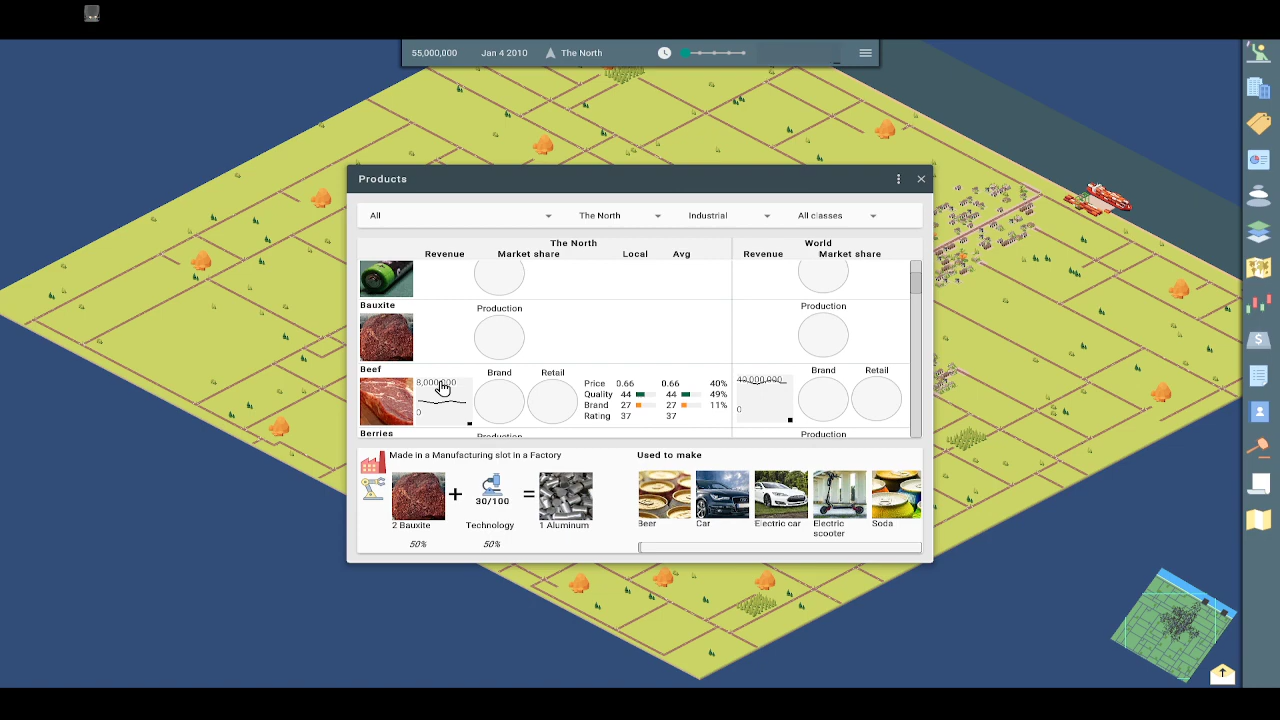 55,000,000 Jan 4 2010 The North
Products
All The North Industrial All classes
The North World
Revenue Market share Local Avg Revenue Market share
Bauxite Production Production
Beef Brand Retail Brand Retail
8,000,000 40,000,000
0 0
Price 0.66 0.66 40%
Quality 44 44 49%
Brand 27 27 11%
Rating 37 37
Berries Production Production
Made in a Manufacturing slot in a Factory
+ 30/100 =
2 Bauxite Technology 1 Aluminum
50% 50%
Used to make
Beer Car Electric car Electric scooter Soda